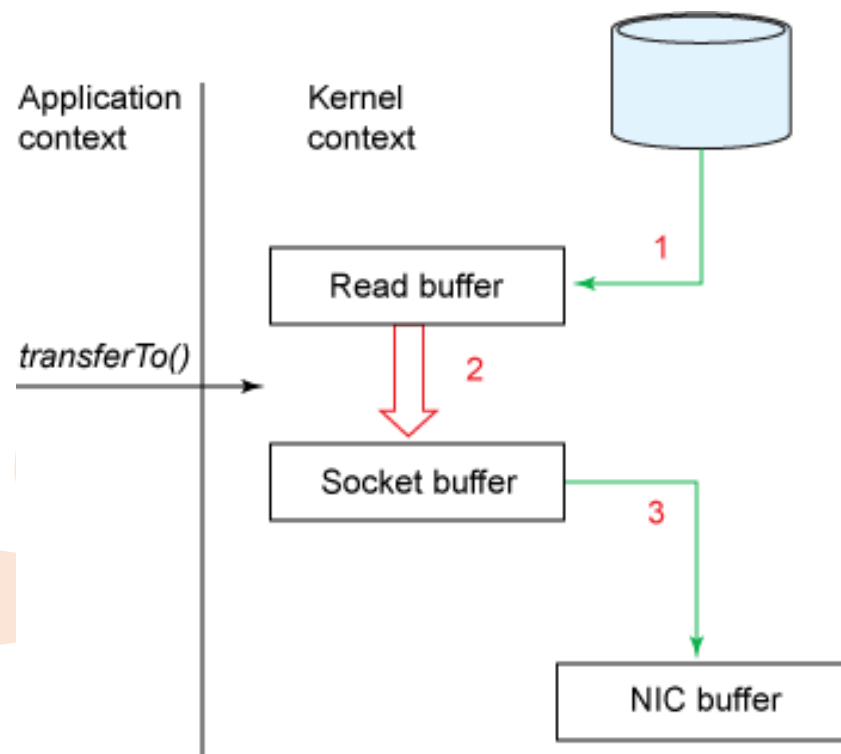 Application
context
Kernel
context
1
Read buffer
transferTo()
2
Socket buffer
3
NIC buffer